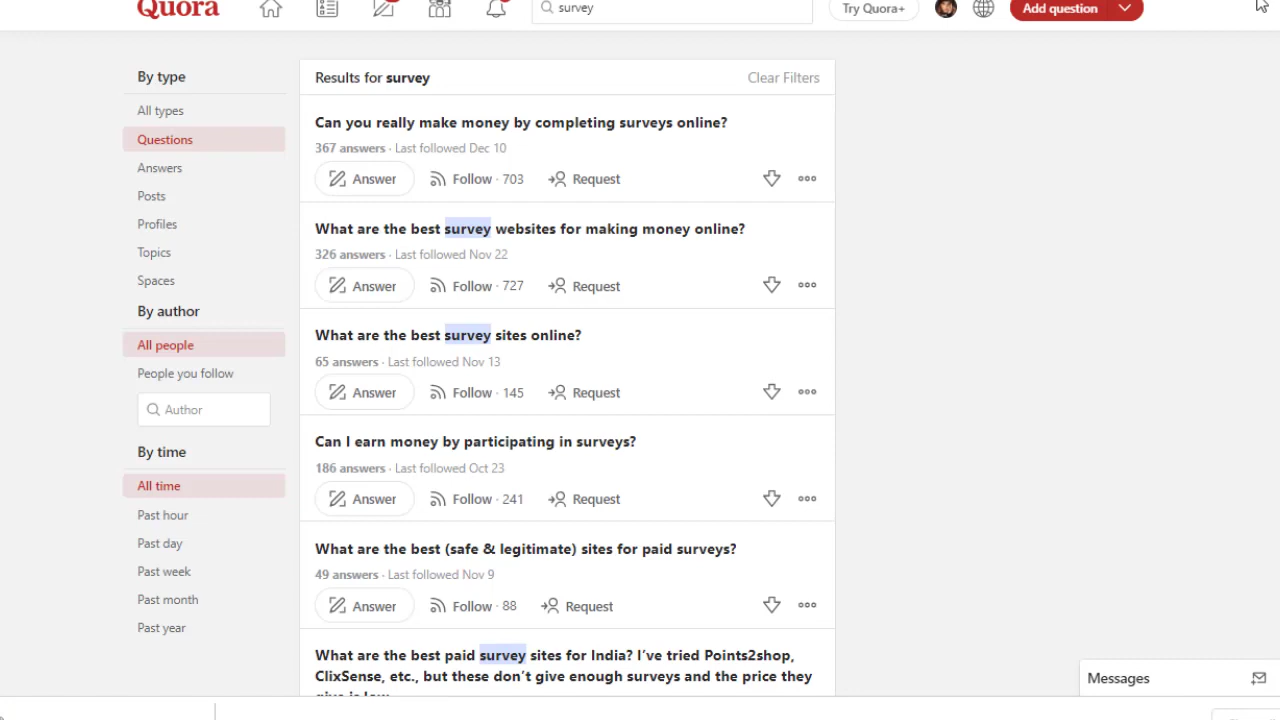 Quora
survey
Try Quora+
Add question
By type
All types
Questions
Answers
Posts
Profiles
Topics
Spaces
By author
All people
People you follow
Author
By time
All time
Past hour
Past day
Past week
Past month
Past year
Results for survey
Clear Filters
Can you really make money by completing surveys online?
367 answers · Last followed Dec 10
Answer Follow · 703 Request
What are the best survey websites for making money online?
326 answers · Last followed Nov 22
Answer Follow · 727 Request
What are the best survey sites online?
65 answers · Last followed Nov 13
Answer Follow · 145 Request
Can I earn money by participating in surveys?
186 answers · Last followed Oct 23
Answer Follow · 241 Request
What are the best (safe & legitimate) sites for paid surveys?
49 answers · Last followed Nov 9
Answer Follow · 88 Request
What are the best paid survey sites for India? I've tried Points2shop,
ClixSense, etc., but these don't give enough surveys and the price they
give is low
Messages